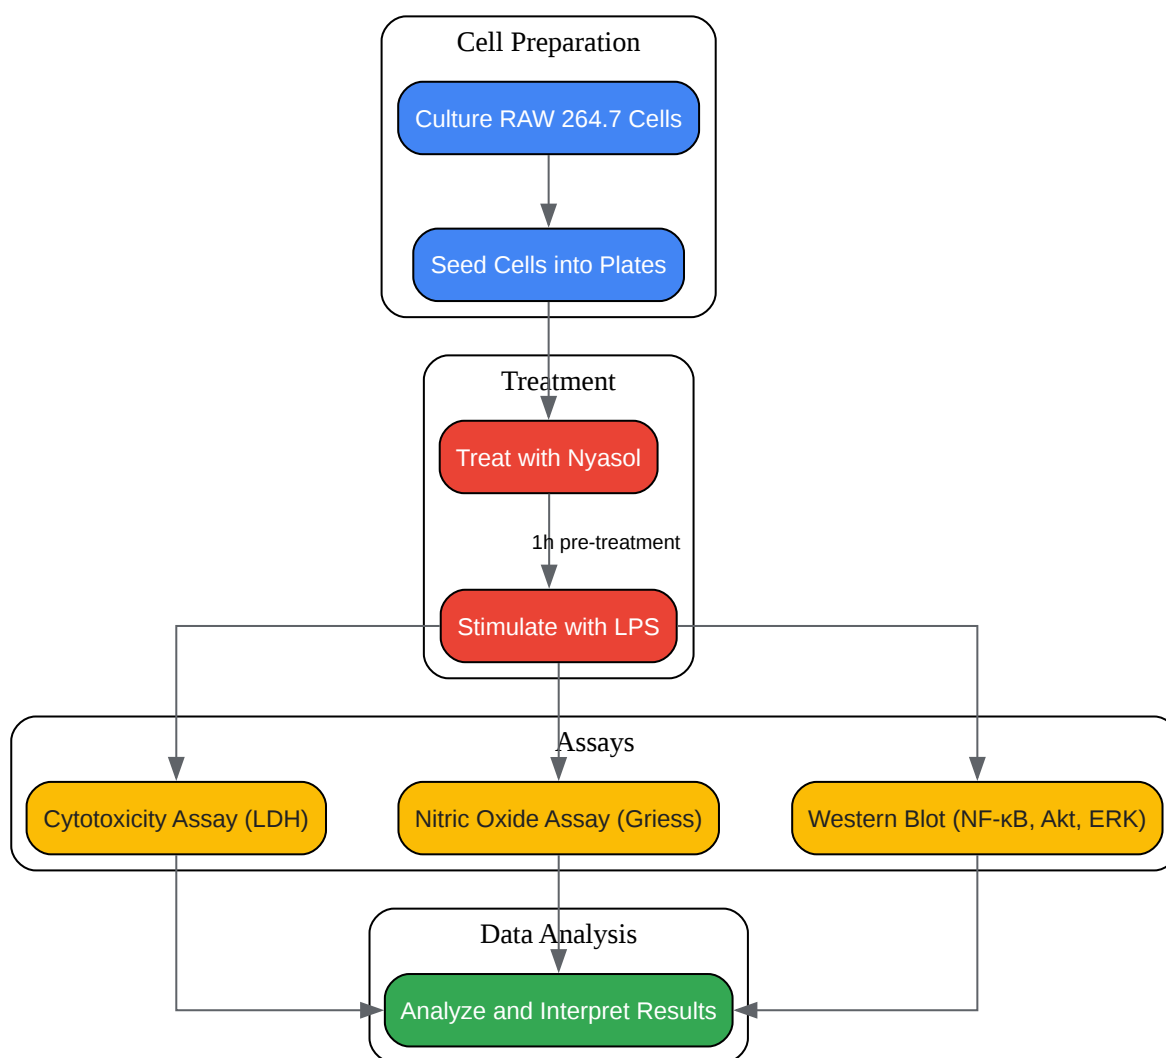 Cell Preparation
Culture RAW 264.7 Cells
Seed Cells into Plates
Treatment
Treat with Nyasol
1h pre-treatment
Stimulate with LPS
Assays
Cytotoxicity Assay (LDH)
Nitric Oxide Assay (Griess)
Western Blot (NF-κB, Akt, ERK)
Data Analysis
Analyze and Interpret Results